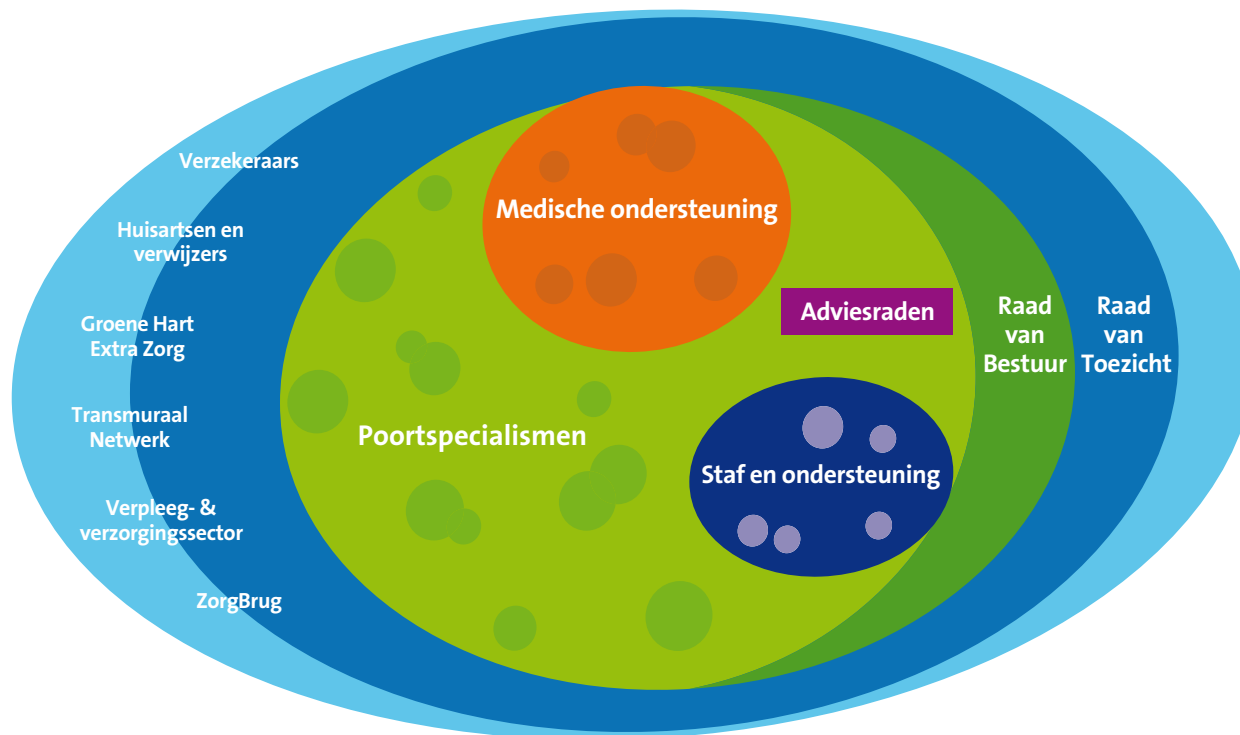 Verzekeraars
Huisartsen en
verwijzers
Groene Hart
Extra Zorg
Transmuraal
Netwerk
Verpleeg- &
verzorgingssector
ZorgBrug
Medische ondersteuning
Poortspecialismen
Adviesraden
Staf en ondersteuning
Raad
van
Bestuur
Raad
van
Toezicht